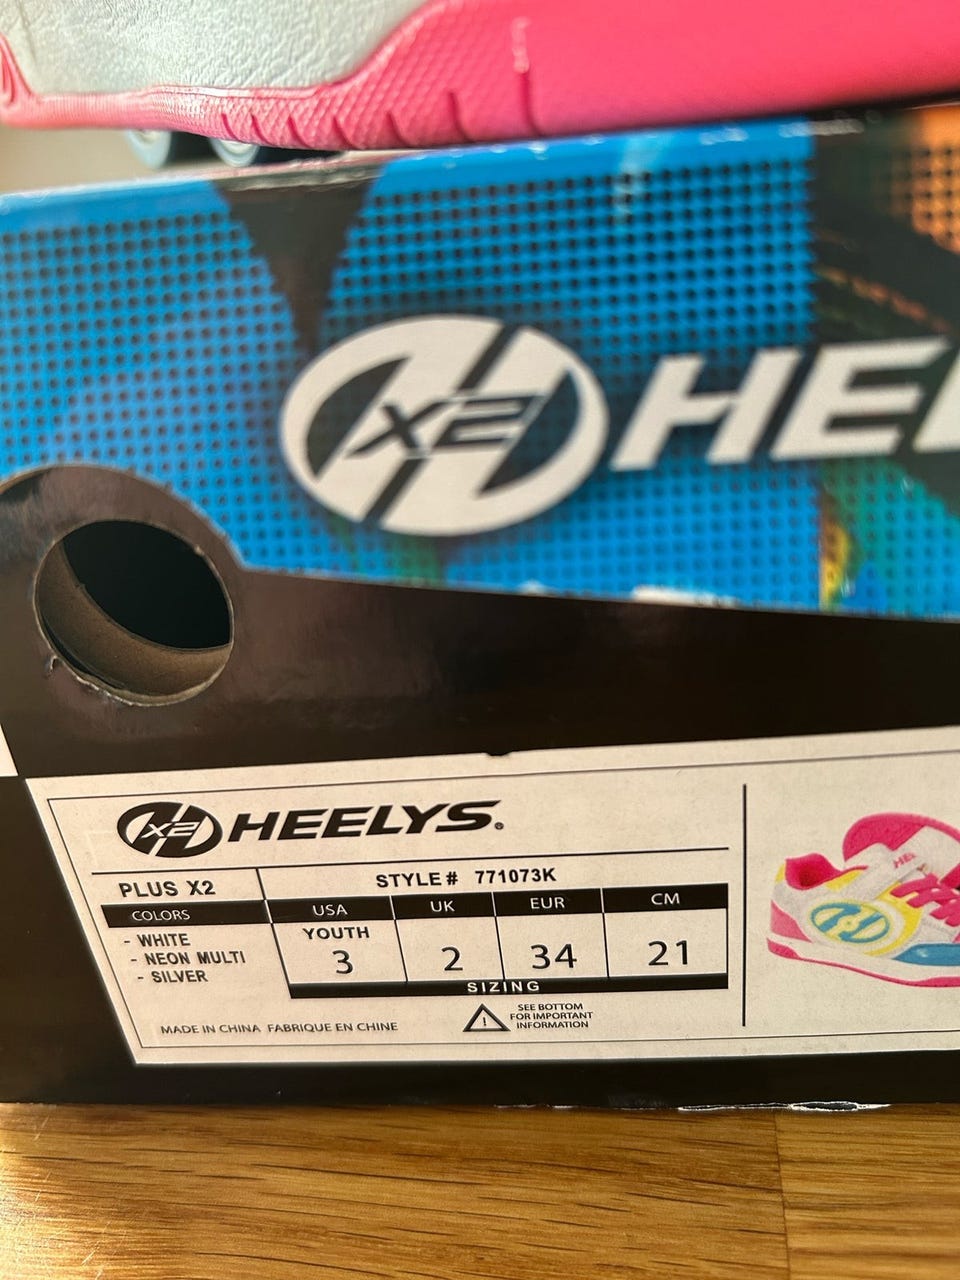 X2 HEE
X2 HEELYS®
PLUS X2
STYLE # 771073K
COLORS
USA UK EUR CM
- WHITE
- NEON MULTI
- SILVER
YOUTH
3 2 34 21
SIZING
MADE IN CHINA FABRIQUE EN CHINE
SEE BOTTOM
FOR IMPORTANT
INFORMATION